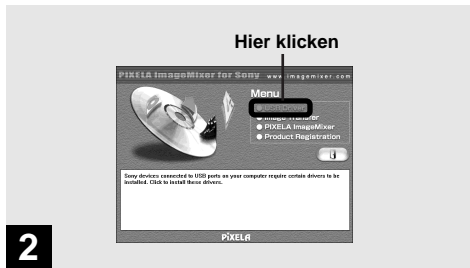 Hier klicken
PIXELA ImageMixer for Sony www.imagemixer.com
Menu
USB Driver
Image Transfer
PIXELA ImageMixer
Product Registration
Sony devices connected to USB ports on your computer require certain drivers to be
installed. Click to install these drivers.
PIXELA
2